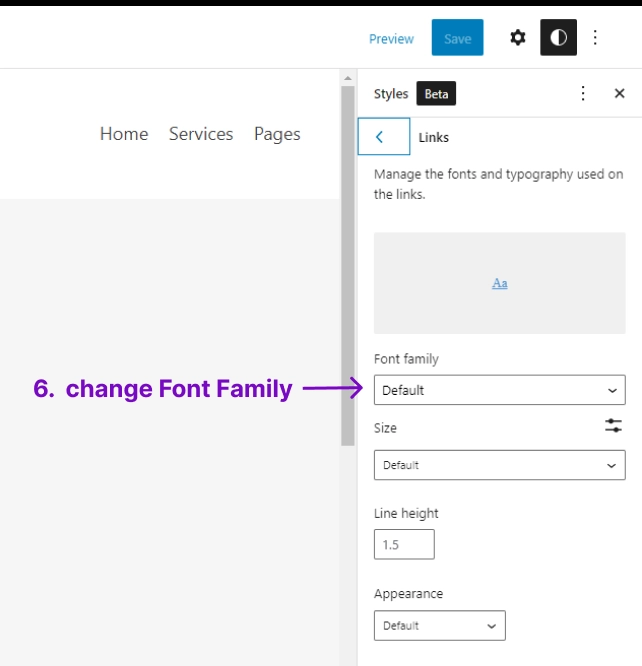 Preview
Save
Styles
Beta
Home Services Pages
Links
Manage the fonts and typography used on
the links.
Aa
Font family
6. change Font Family
Default
Size
Default
Line height
1.5
Appearance
Default